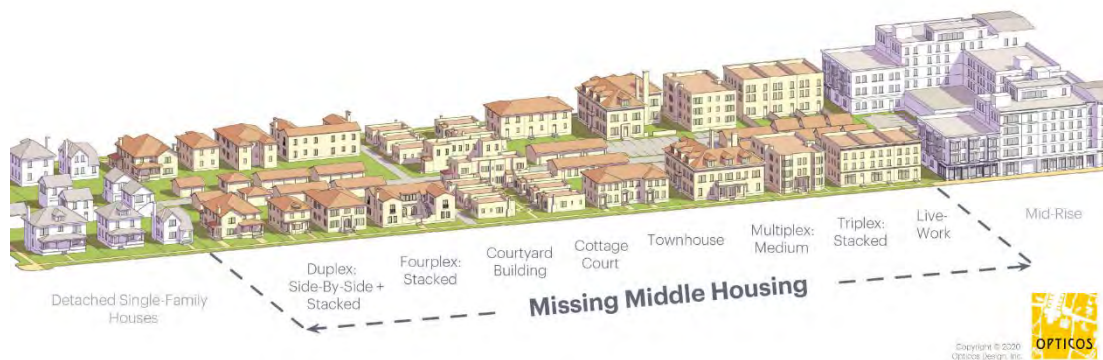 Detached Single-Family
Houses
Duplex:
Side-By-Side +
Stacked
Fourplex:
Stacked
Courtyard
Building
Cottage
Court
Townhouse
Multiplex:
Medium
Triplex:
Stacked
Live-
Work
Mid-Rise
Missing Middle Housing
Copyright © 2020
Opticos Design, Inc.
OPTICOS